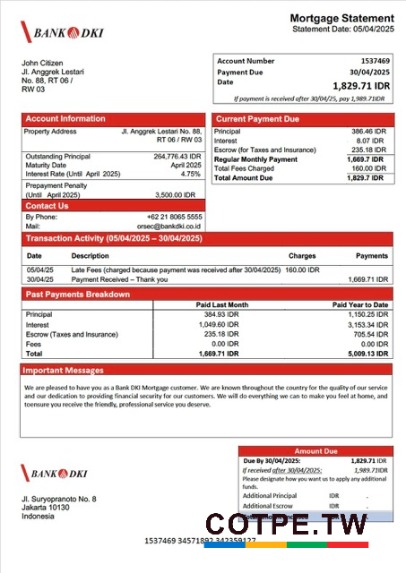 BANK DKI
Mortgage Statement
Statement Date: 05/04/2025
John Citizen
Jl. Anggrek Lestari
No. 88, RT 06 /
RW 03
Account Number 1537469
Payment Due 30/04/2025
Date 1,829.71 IDR
If payment is received after 30/04/25, pay 1,989.71IDR
Account Information
Property Address Jl. Anggrek Lestari No. 88,
RT 06 / RW 03
Outstanding Principal 264,776.43 IDR
Maturity Date April 2025
Interest Rate (Until April 2025) 4.75%
Prepayment Penalty
(Until April 2025) 3,500.00 IDR
Contact Us
By Phone: +62 21 8065 5555
Mail: orsec@bankdki.co.id
Current Payment Due
Principal 386.46 IDR
Interest 8.07 IDR
Escrow (for Taxes and Insurance) 235.18 IDR
Regular Monthly Payment 1,669.7 IDR
Total Fees Charged 160.00 IDR
Total Amount Due 1,829.7 IDR
Transaction Activity (05/04/2025 – 30/04/2025)
Date Description Charges Payments
05/04/25 Late Fees (charged because payment was received after 30/04/2025) 160.00 IDR
30/04/25 Payment Received – Thank you 1,669.71 IDR
Past Payments Breakdown
Paid Last Month Paid Year to Date
Principal 384.93 IDR 1,150.25 IDR
Interest 1,049.60 IDR 3,153.34 IDR
Escrow (Taxes and Insurance) 235.18 IDR 705.54 IDR
Fees 0.00 IDR 0.00 IDR
Total 1,669.71 IDR 5,009.13 IDR
Important Messages
We are pleased to have you as a Bank DKI Mortgage customer. We are known throughout the country for the quality of our service
and our dedication to providing financial security for our customers. We will do everything we can to make you feel at home, and
toensure you receive the friendly, professional service you deserve.
BANK DKI
Jl. Suryopranoto No. 8
Jakarta 10130
Indonesia
Amount Due
Due By 30/04/2025: 1,829.71 IDR
If received after 30/04/2025: 1,989.71IDR
Please designate how you want us to apply any additional
funds.
Additional Principal IDR -
Additional Escrow IDR -
COTPE.TW
1537469 34571892 342359127